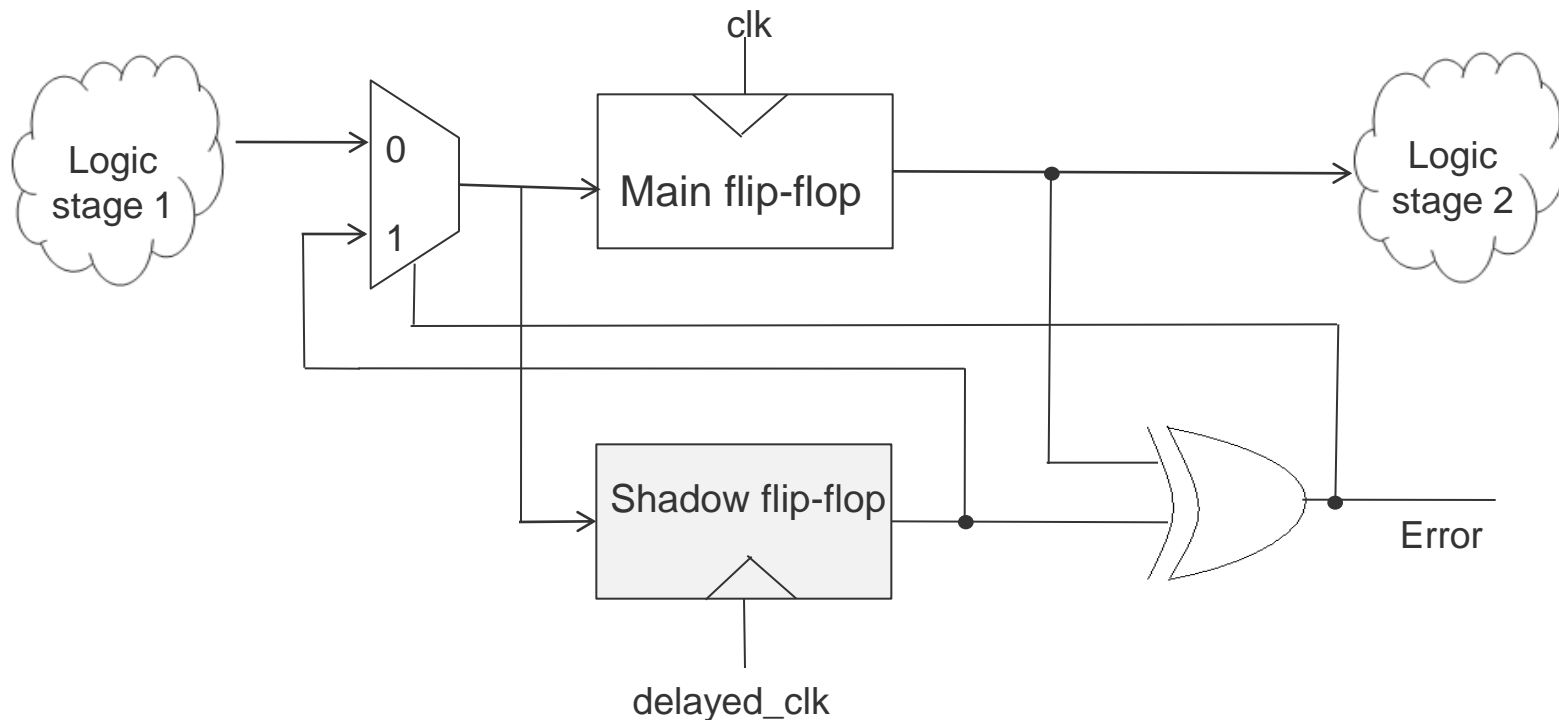 clk
Logic
stage 1
0
1
Main flip-flop
Logic
stage 2
Shadow flip-flop
Error
delayed_clk